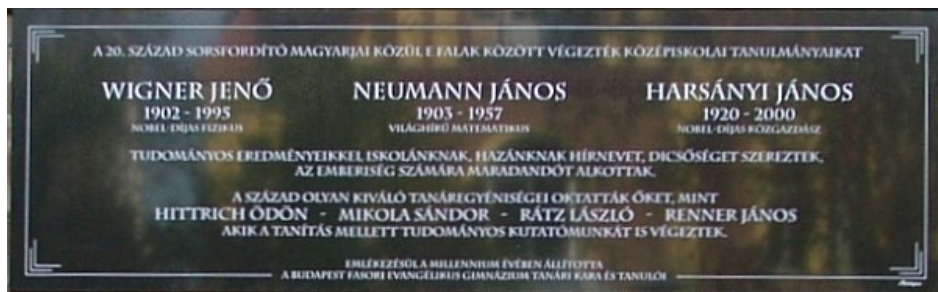 A 20. SZÁZAD SORSFORDÍTÓ MAGYARJAI KÖZÜL E FALAK KÖZÖTT VÉGEZTÉK KÖZÉPISKOLAI TANULMÁNYAIKAT
WIGNER JENŐ NEUMANN JÁNOS HARSÁNYI JÁNOS
1902 - 1995 1903 - 1957 1920 - 2000
NOBEL-DÍJAS FIZIKUS VILÁGHÍRŰ MATEMATIKUS NOBEL-DÍJAS KÖZGAZDÁSZ
TUDOMÁNYOS EREDMÉNYEIKKEL ISKOLÁNKNAK, HAZÁNKNAK HÍRNEVET, DICSŐSÉGET SZEREZTEK,
AZ EMBERISÉG SZÁMÁRA MARADANDÓT ALKOTTAK.
A SZÁZAD OLYAN KIVÁLÓ TANÁREGYÉNISÉGEI OKTATTÁK ŐKET, MINT
HITTRICH ÖDÖN - MIKOLA SÁNDOR - RÁTZ LÁSZLÓ - RENNER JÁNOS
AKIK A TANÍTÁS MELLETT TUDOMÁNYOS KUTATÓMUNKÁT IS VÉGEZTEK.
EMLÉKEZÉSÜL A MILLENNIUM ÉVÉBEN ÁLLÍTOTTA
A BUDAPEST FASORI EVANGÉLIKUS GIMNÁZIUM TANÁRI KARA ÉS TANULÓI